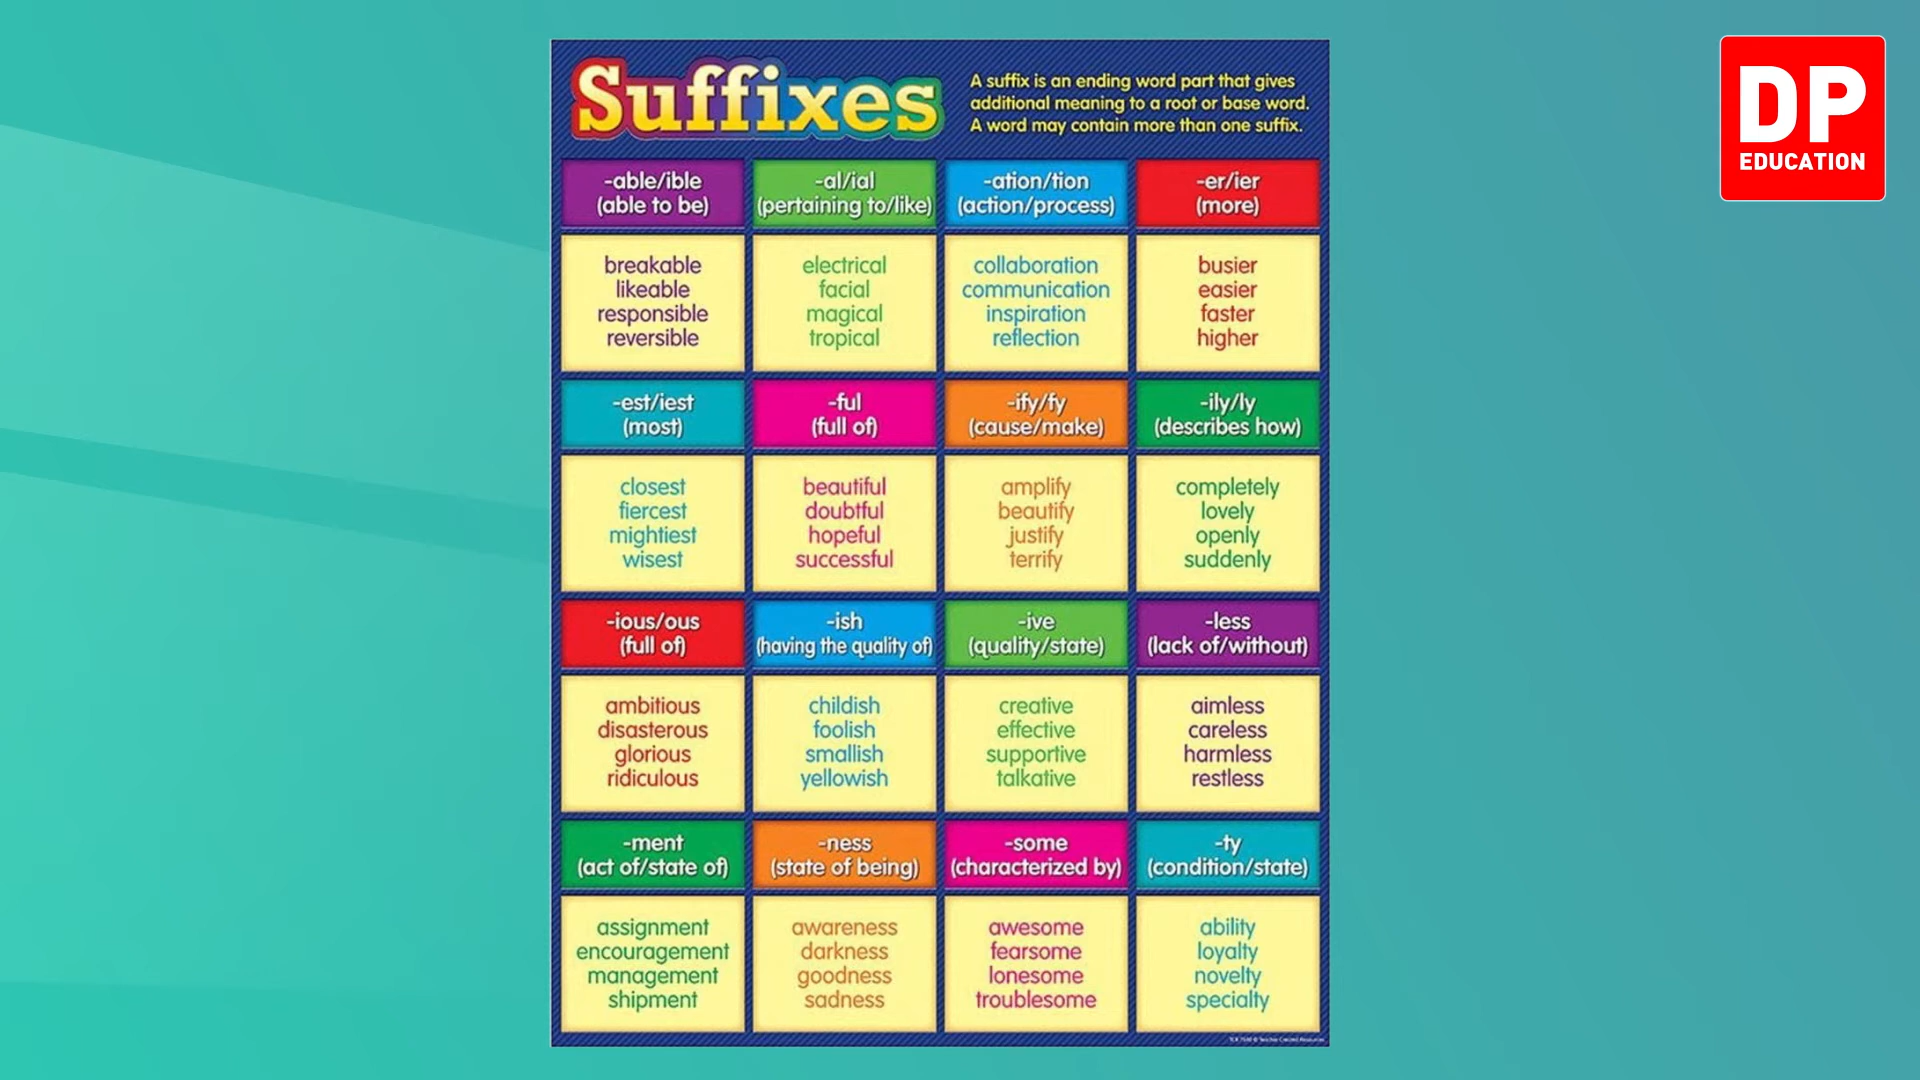 Suffixes
A suffix is an ending word part that gives
additional meaning to a root or base word.
A word may contain more than one suffix.
DP
EDUCATION
-able/ible
(able to be)
breakable
likeable
responsible
reversible
-al/ial
(pertaining to/like)
electrical
facial
magical
tropical
-ation/tion
(action/process)
collaboration
communication
inspiration
reflection
-er/ier
(more)
busier
easier
faster
higher
-est/iest
(most)
closest
fiercest
mightiest
wisest
-ful
(full of)
beautiful
doubtful
hopeful
successful
-ify/fy
(cause/make)
amplify
beautify
justify
terrify
-ily/ly
(describes how)
completely
lovely
openly
suddenly
-ious/ous
(full of)
ambitious
disasterous
glorious
ridiculous
-ish
(having the quality of)
childish
foolish
smallish
yellowish
-ive
(quality/state)
creative
effective
supportive
talkative
-less
(lack of/without)
aimless
careless
harmless
restless
-ment
(act of/state of)
assignment
encouragement
management
shipment
-ness
(state of being)
awareness
darkness
goodness
sadness
-some
(characterized by)
awesome
fearsome
lonesome
troublesome
-ty
(condition/state)
ability
loyalty
novelty
specialty
© Teacher Created Resources